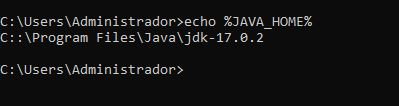 C:\Users\Administrador>echo %JAVA_HOME%
C::\Program Files\Java\jdk-17.0.2
C:\Users\Administrador>